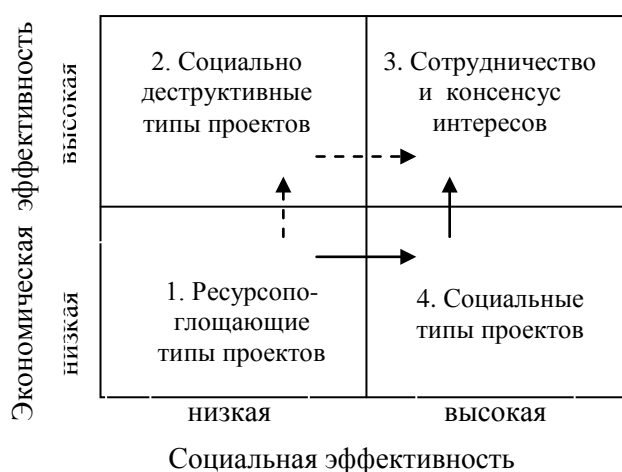 Экономическая эффективность
высокая
низкая
2. Социально
деструктивные
типы проектов
3. Сотрудничество
и консенсус
интересов
1. Ресурсопо-
глощающие
типы проектов
4. Социальные
типы проектов
низкая
высокая
Социальная эффективность